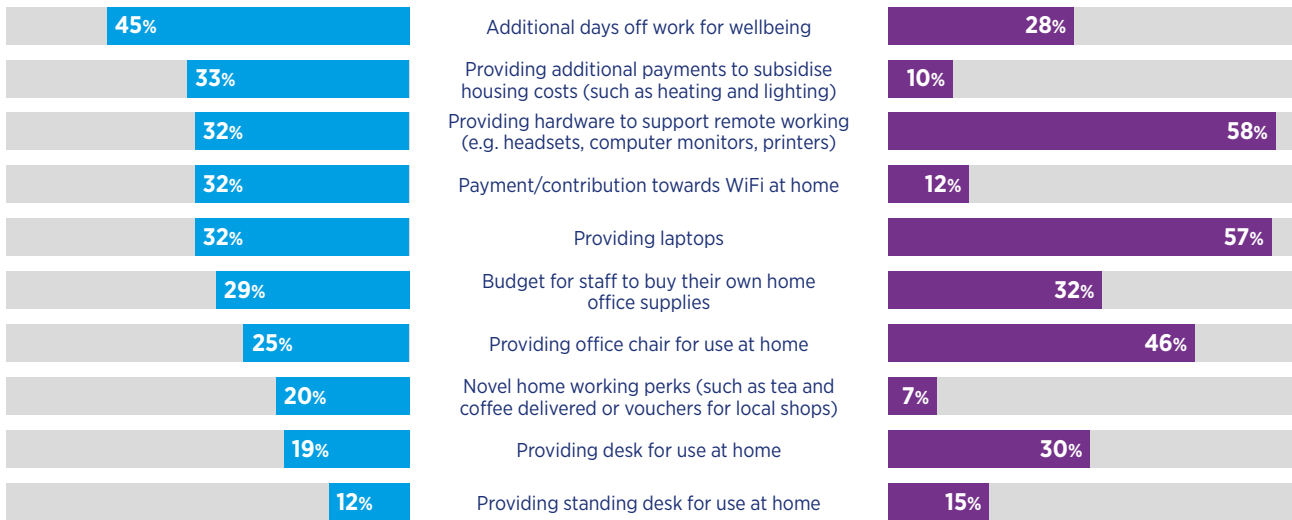 45% Additional days off work for wellbeing 28%
33% Providing additional payments to subsidise 10%
housing costs (such as heating and lighting)
32% Providing hardware to support remote working 58%
(e.g. headsets, computer monitors, printers)
32% Payment/contribution towards WiFi at home 12%
32% Providing laptops 57%
29% Budget for staff to buy their own home 32%
office supplies
25% Providing office chair for use at home 46%
20% Novel home working perks (such as tea and 7%
coffee delivered or vouchers for local shops)
19% Providing desk for use at home 30%
12% Providing standing desk for use at home 15%